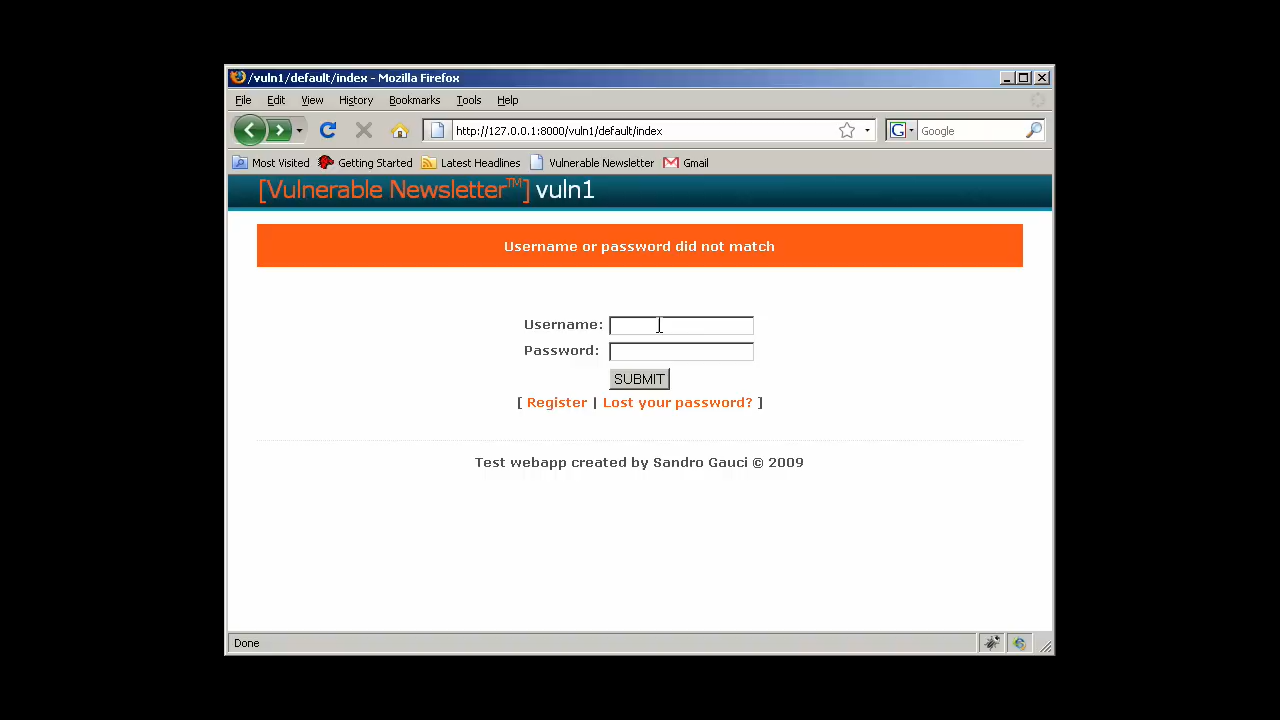 /vuln1/default/index - Mozilla Firefox
File Edit View History Bookmarks Tools Help
http://127.0.0.1:8000/vuln1/default/index G Google
Most Visited Getting Started Latest Headlines Vulnerable Newsletter Gmail
[Vulnerable Newsletter™] vuln1
Username or password did not match
Username:
Password:
SUBMIT
[ Register | Lost your password? ]
Test webapp created by Sandro Gauci © 2009
Done